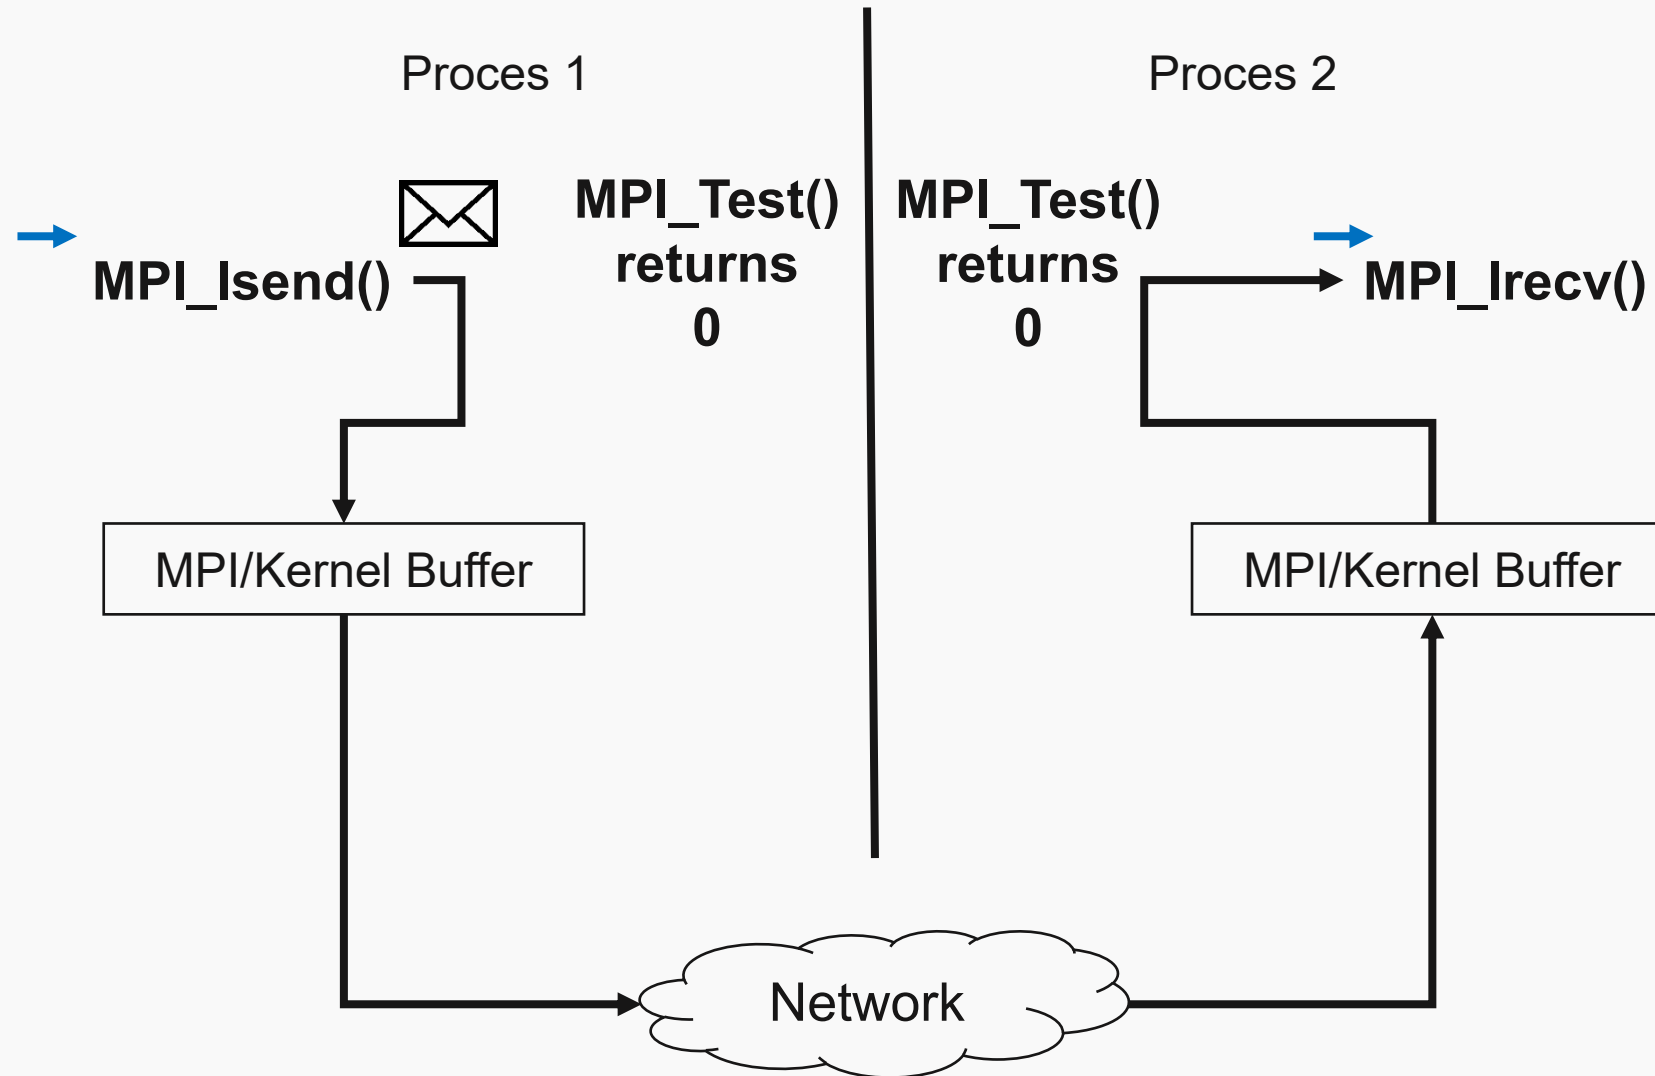 Proces 1
Proces 2
MPI_Test()
returns
0
MPI_Test()
returns
0
MPI_Isend()
MPI_Irecv()
MPI/Kernel Buffer
MPI/Kernel Buffer
Network